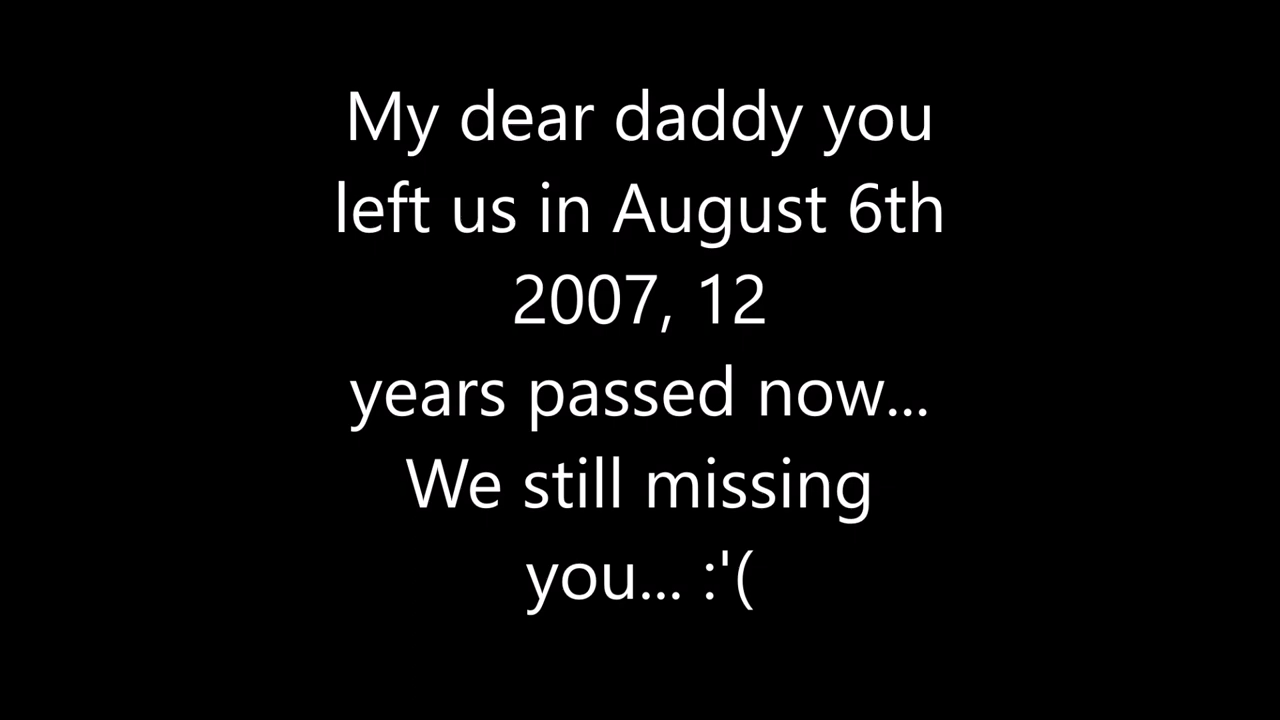 My dear daddy you
left us in August 6th
2007, 12
years passed now...
We still missing
you... :'(